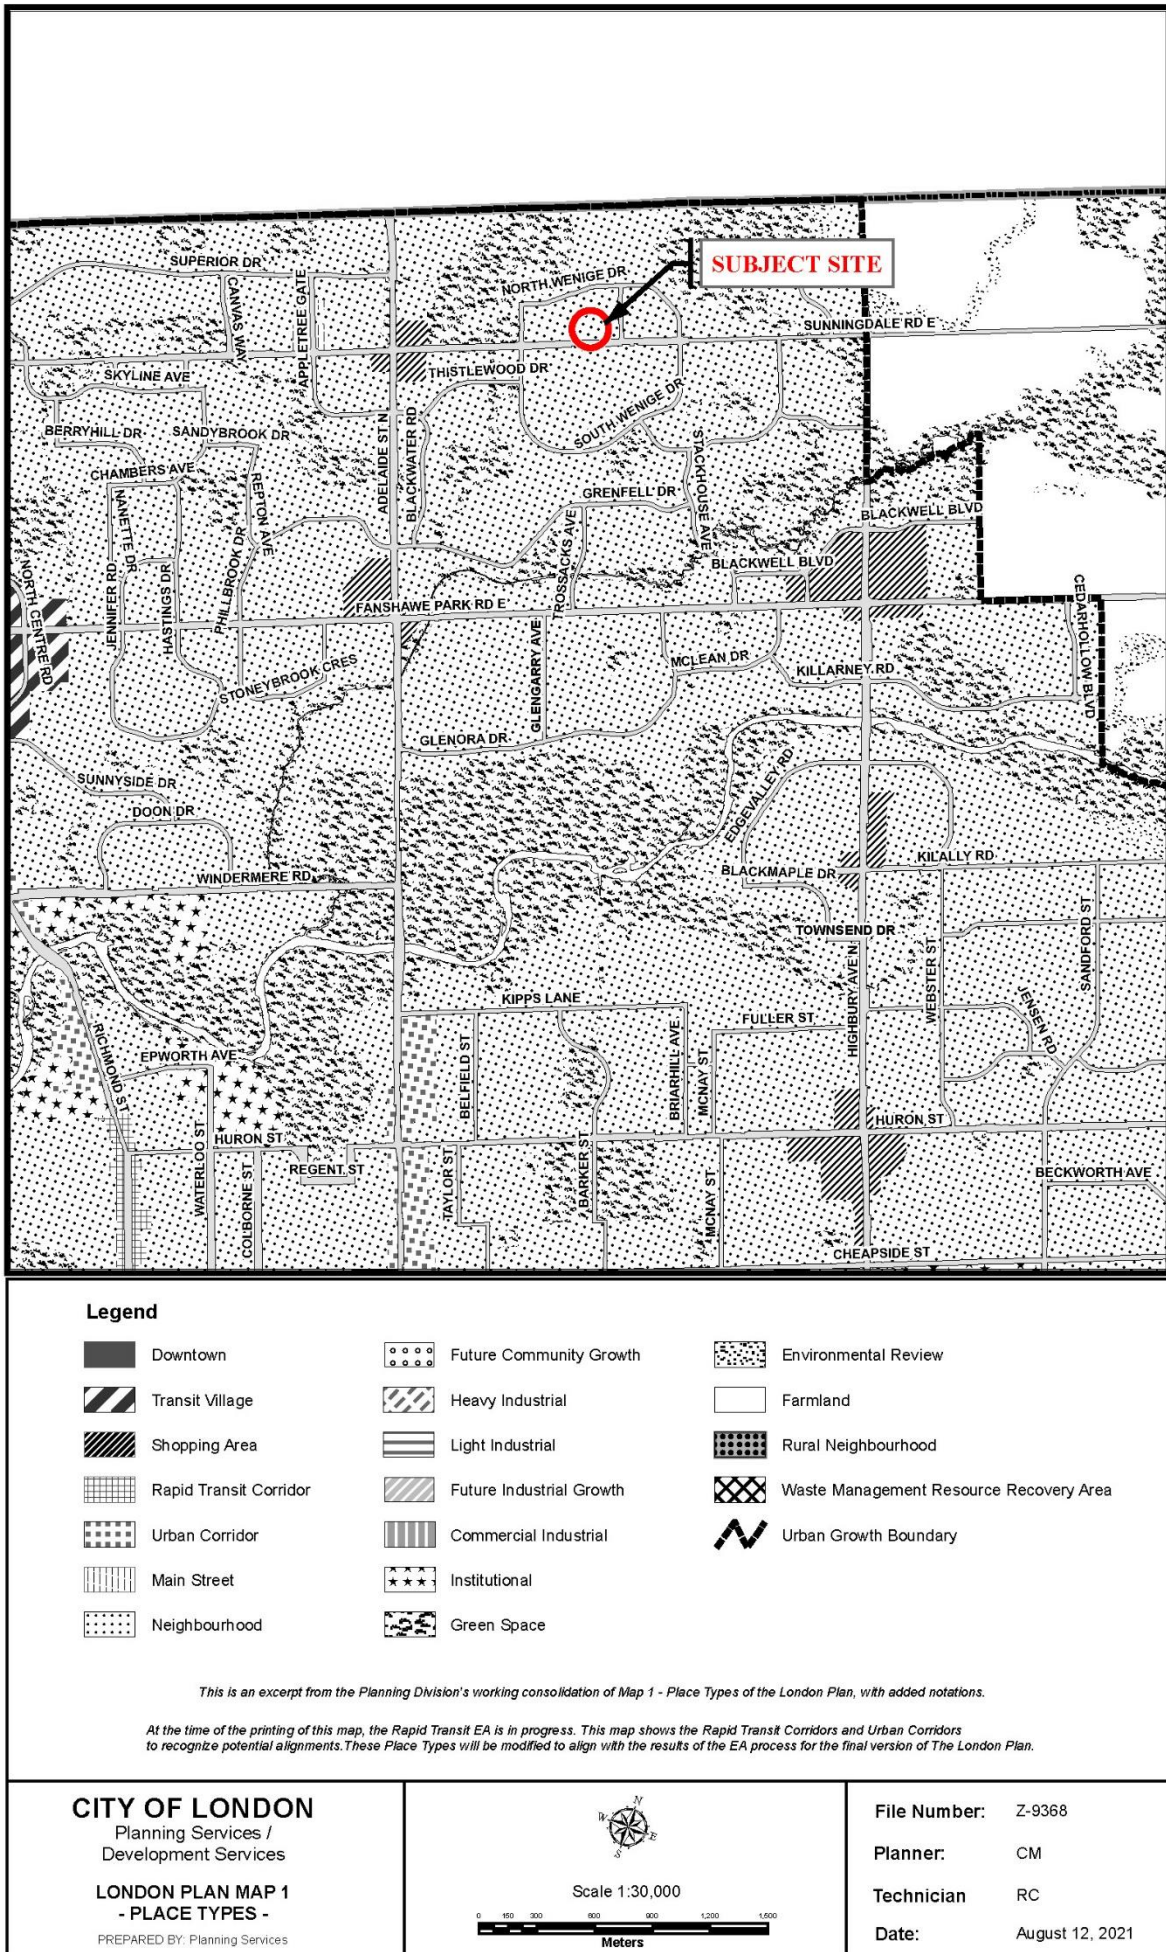 SUBJECT SITE
SUPERIOR DR
CANVAS WAY
APPLETREE GATE
NORTH WENIGE DR
SUNNINGDALE RD E
SKYLINE AVE
THISTLEWOOD DR
BERRYHILL DR
SANDYBROOK DR
ADELAIDE ST N
BLACKWATER RD
SOUTH WENIGE DR
STACKHOUSE AVE
CHAMBERS AVE
NANETTE DR
REPTON AVE
GRENFELL DR
BLACKWELL BLVD
TROSSACKS AVE
BLACKWELL BLVD
NORTH CENTRE RD
JENNIFER RD
HASTINGS DR
PHILLBROOK DR
FANSHAWE PARK RD E
CEDARHOLLOW BLVD
STONEYBROOK CRES
GLENGARRY AVE
MCLEAN DR
KILLARNEY RD
GLENORA DR
SUNNYSIDE DR
EDGEVALLEY RD
DOON DR
WINDERMERE RD
BLACKMAPLE DR
KILALLY RD
TOWNSEND DR
SANDFORD ST
WEBSTER ST
HIGHBURY AVE N
KIPPS LANE
FULLER ST
JENSEN RD
RICHMOND ST
EPWORTH AVE
BELFIELD ST
BRIARHILL AVE
MCNAY ST
HURON ST
HURON ST
WATERLOO ST
COLBORNE ST
REGENT ST
TAYLOR ST
BARKER ST
MCNAY ST
BECKWORTH AVE
CHEAPSIDE ST
Legend
Downtown
Transit Village
Shopping Area
Rapid Transit Corridor
Urban Corridor
Main Street
Neighbourhood
Future Community Growth
Heavy Industrial
Light Industrial
Future Industrial Growth
Commercial Industrial
Institutional
Green Space
Environmental Review
Farmland
Rural Neighbourhood
Waste Management Resource Recovery Area
Urban Growth Boundary
This is an excerpt from the Planning Division's working consolidation of Map 1 - Place Types of the London Plan, with added notations.
At the time of the printing of this map, the Rapid Transit EA is in progress. This map shows the Rapid Transit Corridors and Urban Corridors
to recognize potential alignments.These Place Types will be modified to align with the results of the EA process for the final version of The London Plan.
CITY OF LONDON
Planning Services /
Development Services
LONDON PLAN MAP 1
- PLACE TYPES -
PREPARED BY: Planning Services
N
W
E
S
Scale 1:30,000
0 150 300 600 900 1,200 1,500
Meters
File Number: Z-9368
Planner: CM
Technician RC
Date: August 12, 2021